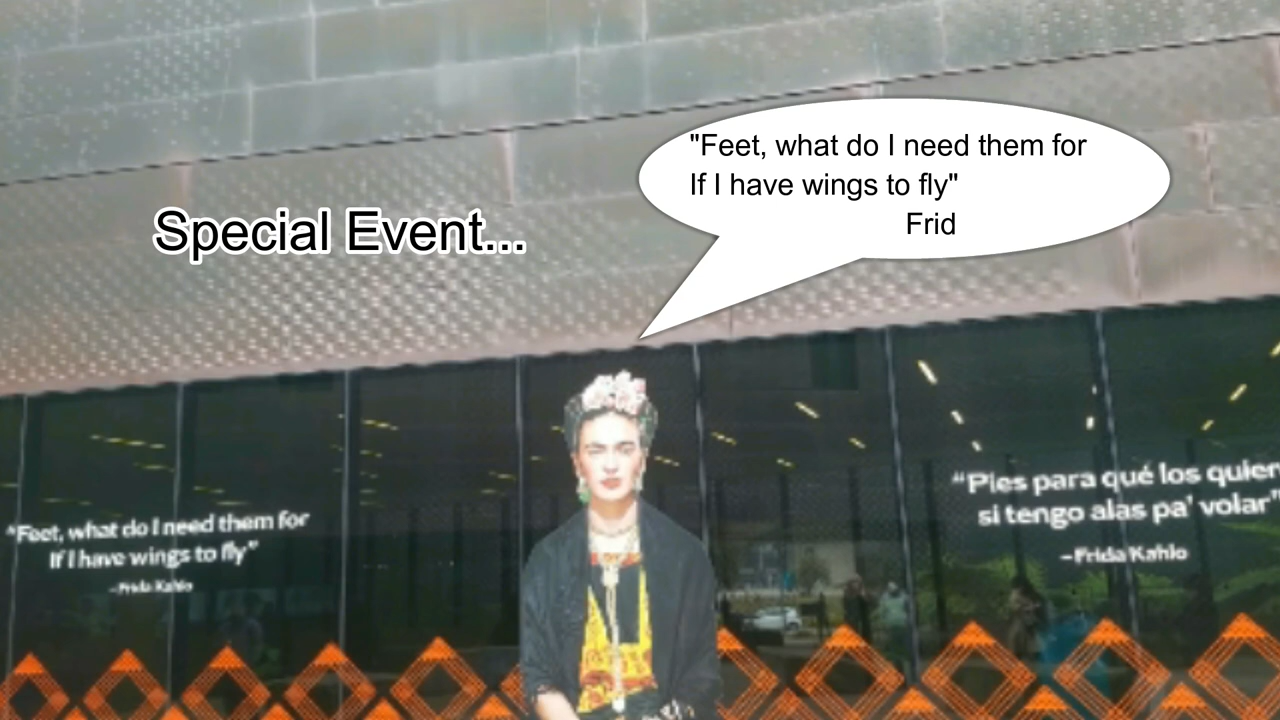 "Feet, what do I need them for
If I have wings to fly"
Frid
Special Event...
"Feet, what do I need them for
If I have wings to fly"
-Frida Kahlo
"Pies para qué los quier
si tengo alas pa' volar"
-Frida Kahlo